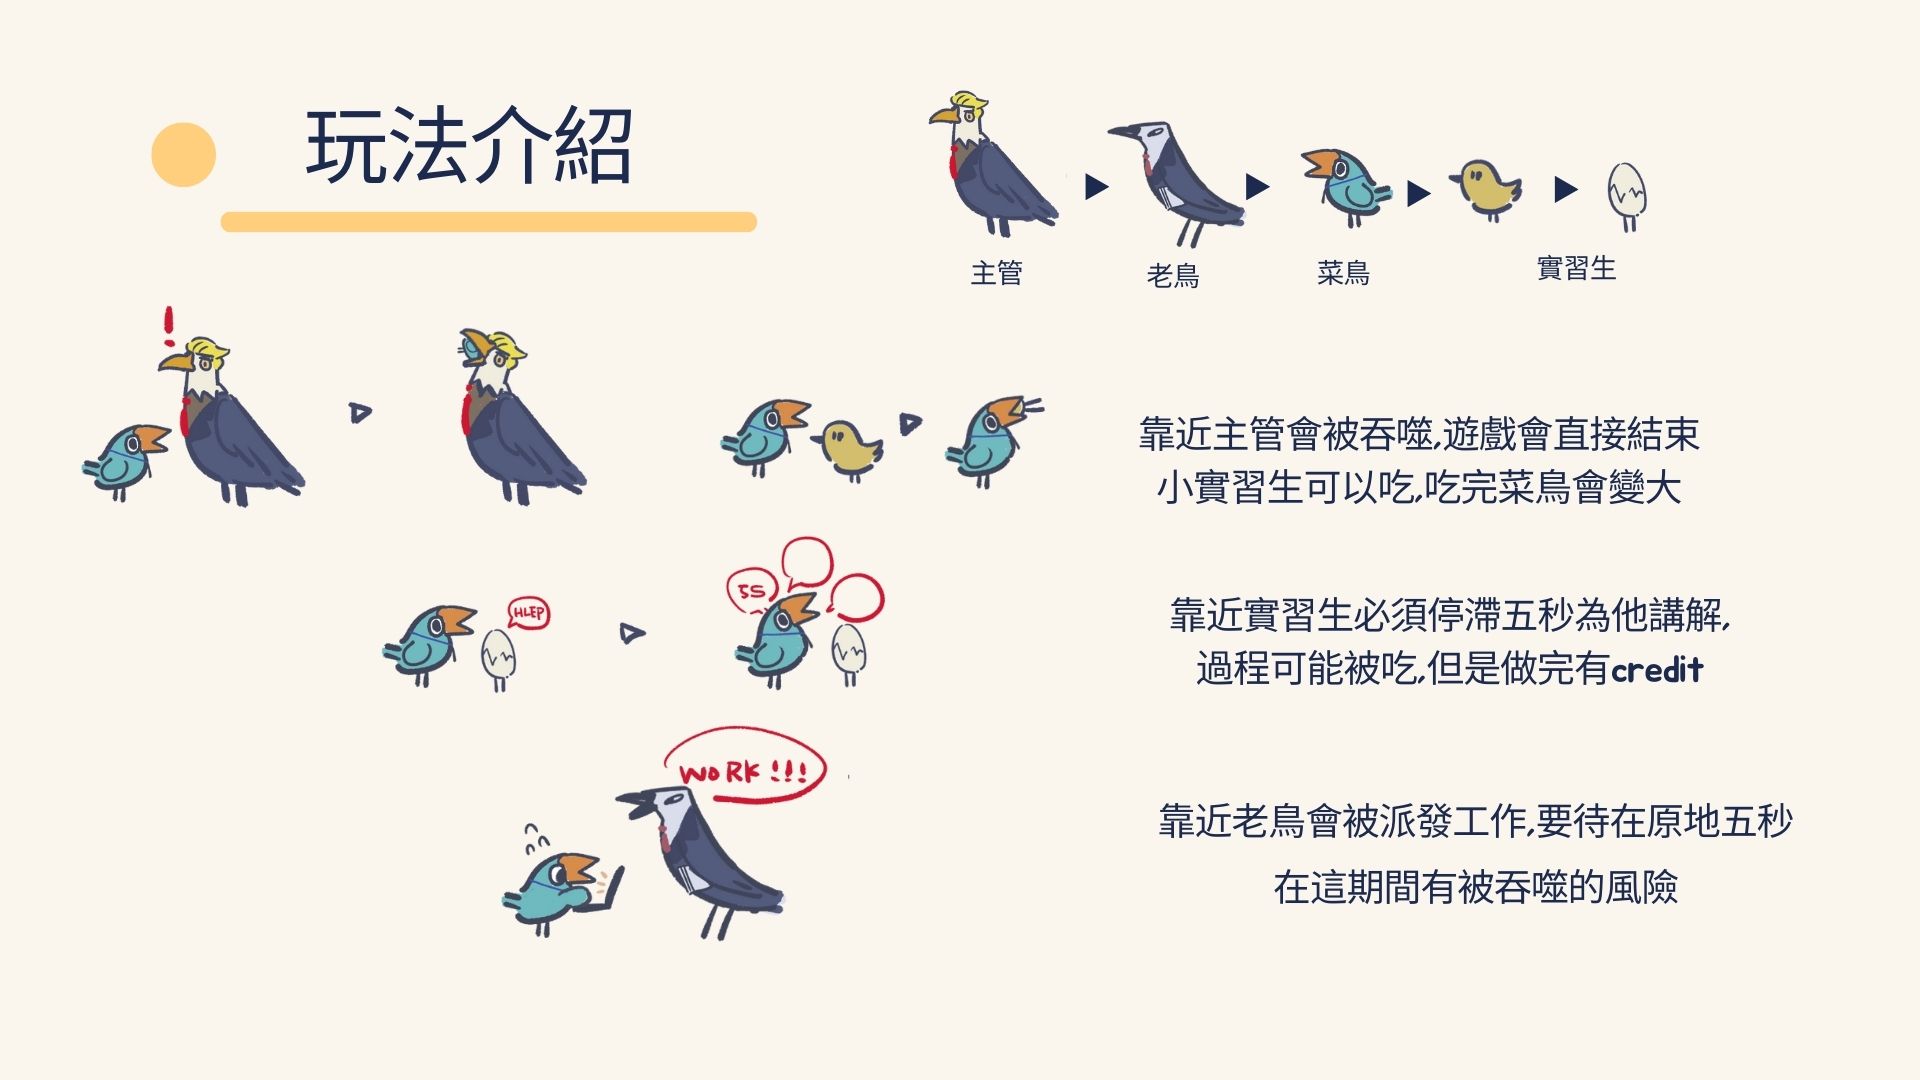 玩法介紹
主管
老鳥
菜鳥
實習生
靠近主管會被吞噬,遊戲會直接結束
小實習生可以吃,吃完菜鳥會變大
HLEP
5S
靠近實習生必須停滯五秒為他講解,
過程可能被吃,但是做完有credit
WORK !!!
靠近老鳥會被派發工作,要待在原地五秒
在這期間有被吞噬的風險